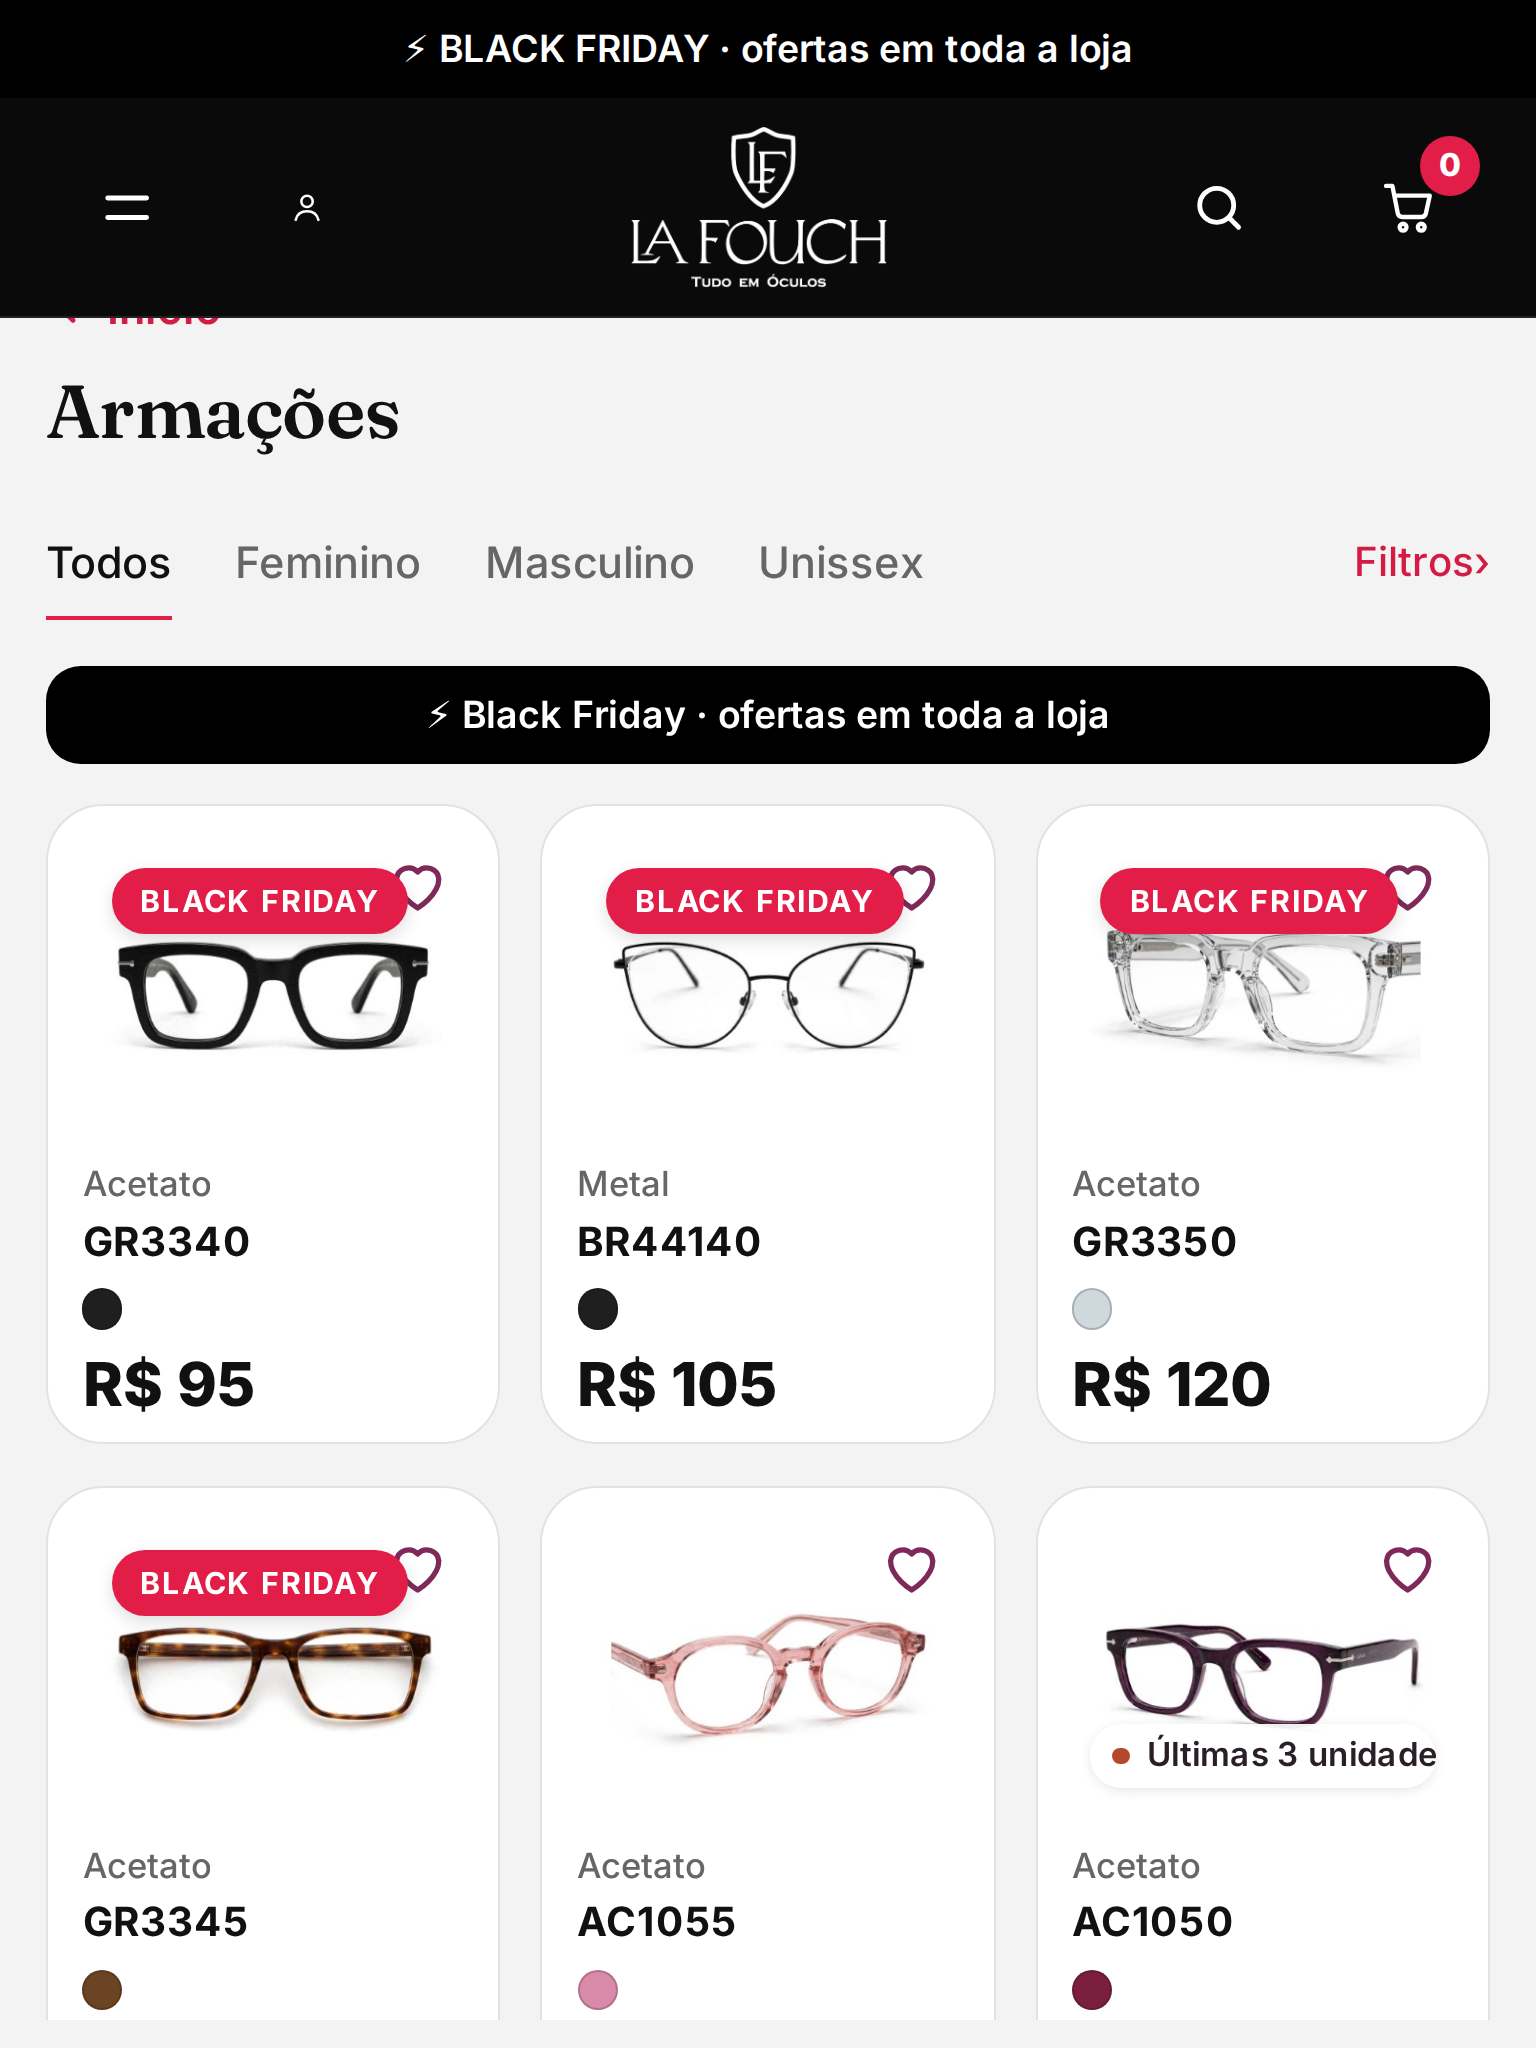 ⚡ BLACK FRIDAY · ofertas em toda a loja
0
LF
LA FOUCH
TUDO EM ÓCULOS
Início
Armações
Todos Feminino Masculino Unissex Filtros›
⚡ Black Friday · ofertas em toda a loja
BLACK FRIDAY BLACK FRIDAY BLACK FRIDAY
Acetato Metal Acetato
GR3340 BR44140 GR3350
R$ 95 R$ 105 R$ 120
BLACK FRIDAY
Últimas 3 unidade
Acetato Acetato Acetato
GR3345 AC1055 AC1050